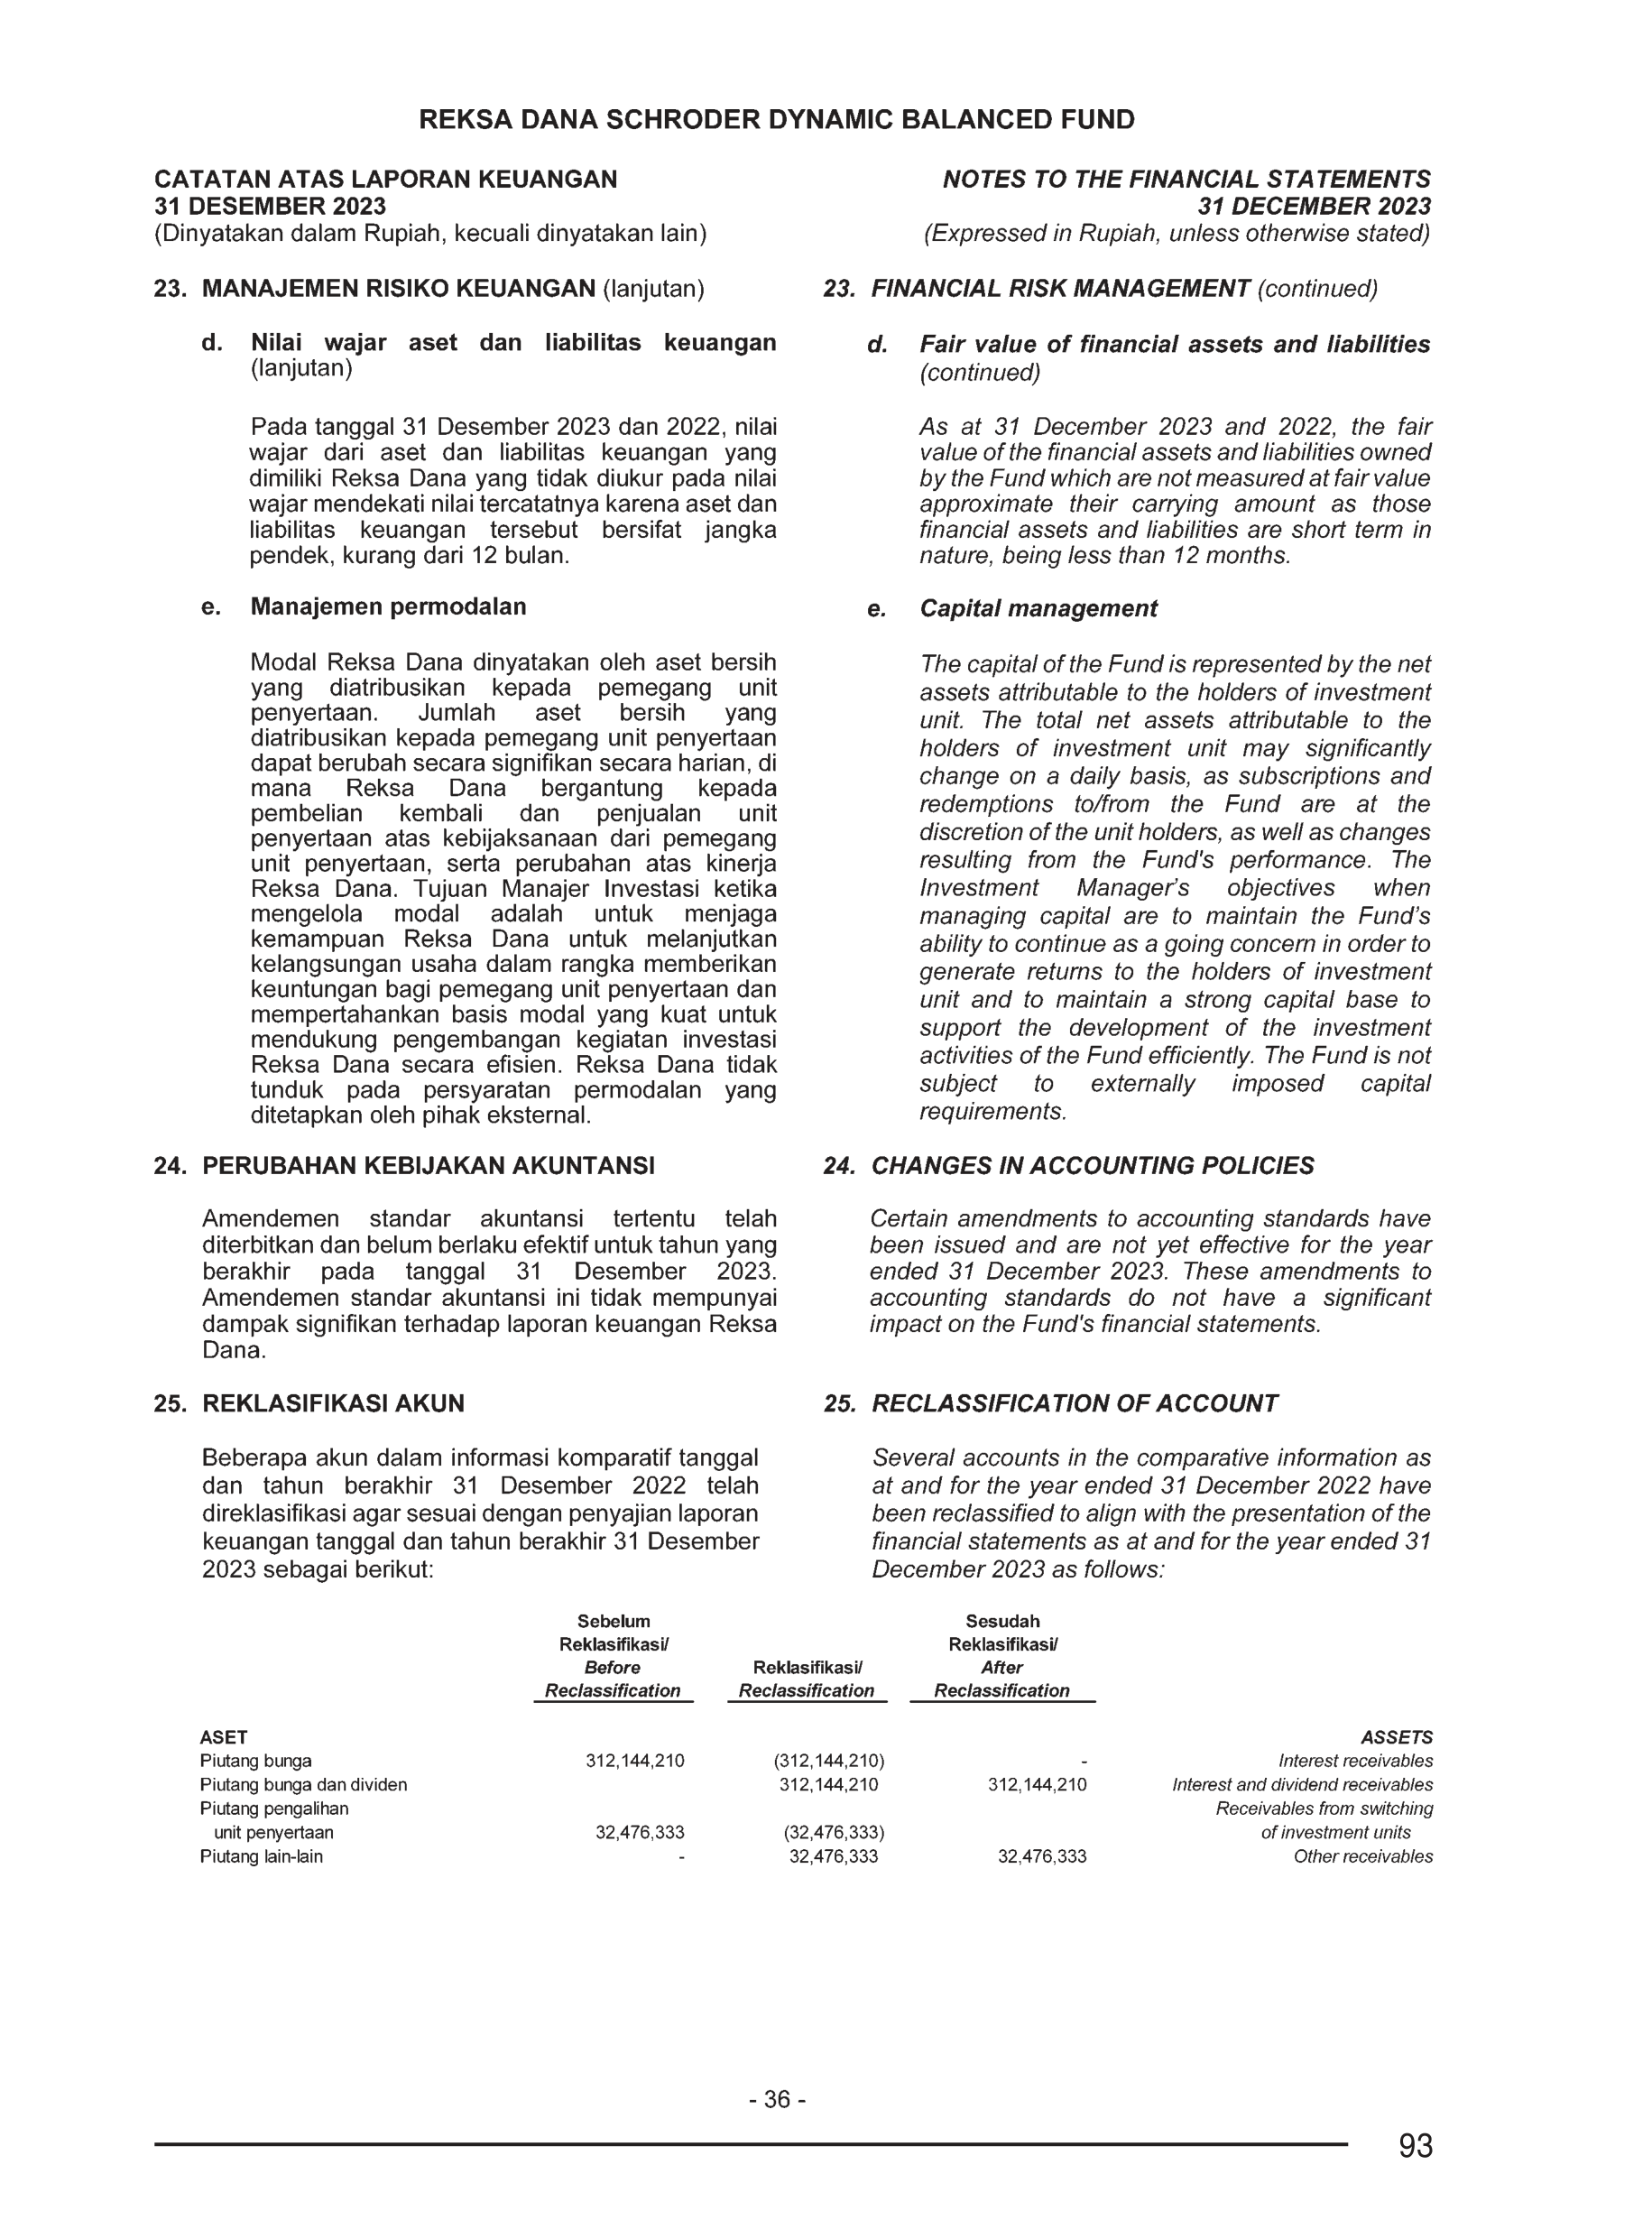 REKSA DANA SCHRODER DYNAMIC BALANCED FUND
CATATAN ATAS LAPORAN KEUANGAN
31 DESEMBER 2023
(Dinyatakan dalam Rupiah, kecuali dinyatakan lain)
NOTES TO THE FINANCIAL STATEMENTS
31 DECEMBER 2023
(Expressed in Rupiah, unless otherwise stated)
23. MANAJEMEN RISIKO KEUANGAN (lanjutan)
d. Nilai wajar aset dan liabilitas keuangan
(lanjutan)
Pada tanggal 31 Desember 2023 dan 2022, nilai
wajar dari aset dan liabilitas keuangan yang
dimiliki Reksa Dana yang tidak diukur pada nilai
wajar mendekati nilai tercatatnya karena aset dan
liabilitas keuangan tersebut bersifat jangka
pendek, kurang dari 12 bulan.
e. Manajemen permodalan
Modal Reksa Dana dinyatakan oleh aset bersih
yang diatribusikan kepada pemegang unit
penyertaan. Jumlah aset bersih yang
diatribusikan kepada pemegang unit penyertaan
dapat berubah secara signifikan secara harian, di
mana Reksa Dana bergantung kepada
pembelian kembali dan penjualan unit
penyertaan atas kebijaksanaan dari pemegang
unit penyertaan, serta perubahan atas kinerja
Reksa Dana. Tujuan Manajer Investasi ketika
mengelola modal adalah untuk menjaga
kemampuan Reksa Dana untuk melanjutkan
kelangsungan usaha dalam rangka memberikan
keuntungan bagi pemegang unit penyertaan dan
mempertahankan basis modal yang kuat untuk
mendukung pengembangan kegiatan investasi
Reksa Dana secara efisien. Reksa Dana tidak
tunduk pada persyaratan permodalan yang
ditetapkan oleh pihak eksternal.
23. FINANCIAL RISK MANAGEMENT (continued)
d. Fair value of financial assets and liabilities
(continued)
As at 31 December 2023 and 2022, the fair
value of the financial assets and liabilities owned
by the Fund which are not measured at fair value
approximate their carrying amount as those
financial assets and liabilities are short term in
nature, being less than 12 months.
e. Capital management
The capital of the Fund is represented by the net
assets attributable to the holders of investment
unit. The total net assets attributable to the
holders of investment unit may significantly
change on a daily basis, as subscriptions and
redemptions to/from the Fund are at the
discretion of the unit holders, as well as changes
resulting from the Fund's performance. The
Investment Manager's objectives when
managing capital are to maintain the Fund's
ability to continue as a going concern in order to
generate returns to the holders of investment
unit and to maintain a strong capital base to
support the development of the investment
activities of the Fund efficiently. The Fund is not
subject to externally imposed capital
requirements.
24. PERUBAHAN KEBIJAKAN AKUNTANSI
Amendemen standar akuntansi tertentu telah
diterbitkan dan belum berlaku efektif untuk tahun yang
berakhir pada tanggal 31 Desember 2023.
Amendemen standar akuntansi ini tidak mempunyai
dampak signifikan terhadap laporan keuangan Reksa
Dana.
24. CHANGES IN ACCOUNTING POLICIES
Certain amendments to accounting standards have
been issued and are not yet effective for the year
ended 31 December 2023. These amendments to
accounting standards do not have a significant
impact on the Fund's financial statements.
25. REKLASIFIKASI AKUN
Beberapa akun dalam informasi komparatif tanggal
dan tahun berakhir 31 Desember 2022 telah
direklasifikasi agar sesuai dengan penyajian laporan
keuangan tanggal dan tahun berakhir 31 Desember
2023 sebagai berikut:
25. RECLASSIFICATION OF ACCOUNT
Several accounts in the comparative information as
at and for the year ended 31 December 2022 have
been reclassified to align with the presentation of the
financial statements as at and for the year ended 31
December 2023 as follows:
Sebelum Sesudah
Reklasifikasi/ Reklasifikasi/
Before Reklasifikasi/ After
Reclassification Reclassification Reclassification
ASET ASSETS
Piutang bunga 312,144,210 (312,144,210) - Interest receivables
Piutang bunga dan dividen 312,144,210 312,144,210 Interest and dividend receivables
Piutang pengalihan Receivables from switching
unit penyertaan 32,476,333 (32,476,333) of investment units
Piutang lain-lain - 32,476,333 32,476,333 Other receivables
- 36 -
93